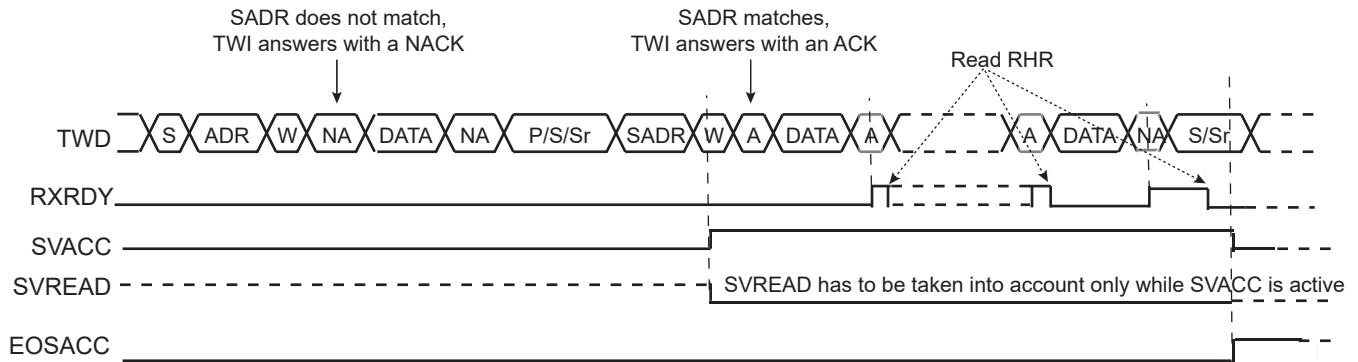 SADR does not match,
TWI answers with a NACK
SADR matches,
TWI answers with an ACK
Read RHR
TWD S ADR W NA DATA NA P/S/Sr SADR W A DATA A A DATA NA S/Sr
RXRDY
SVACC
SVREAD SVREAD has to be taken into account only while SVACC is active
EOSACC